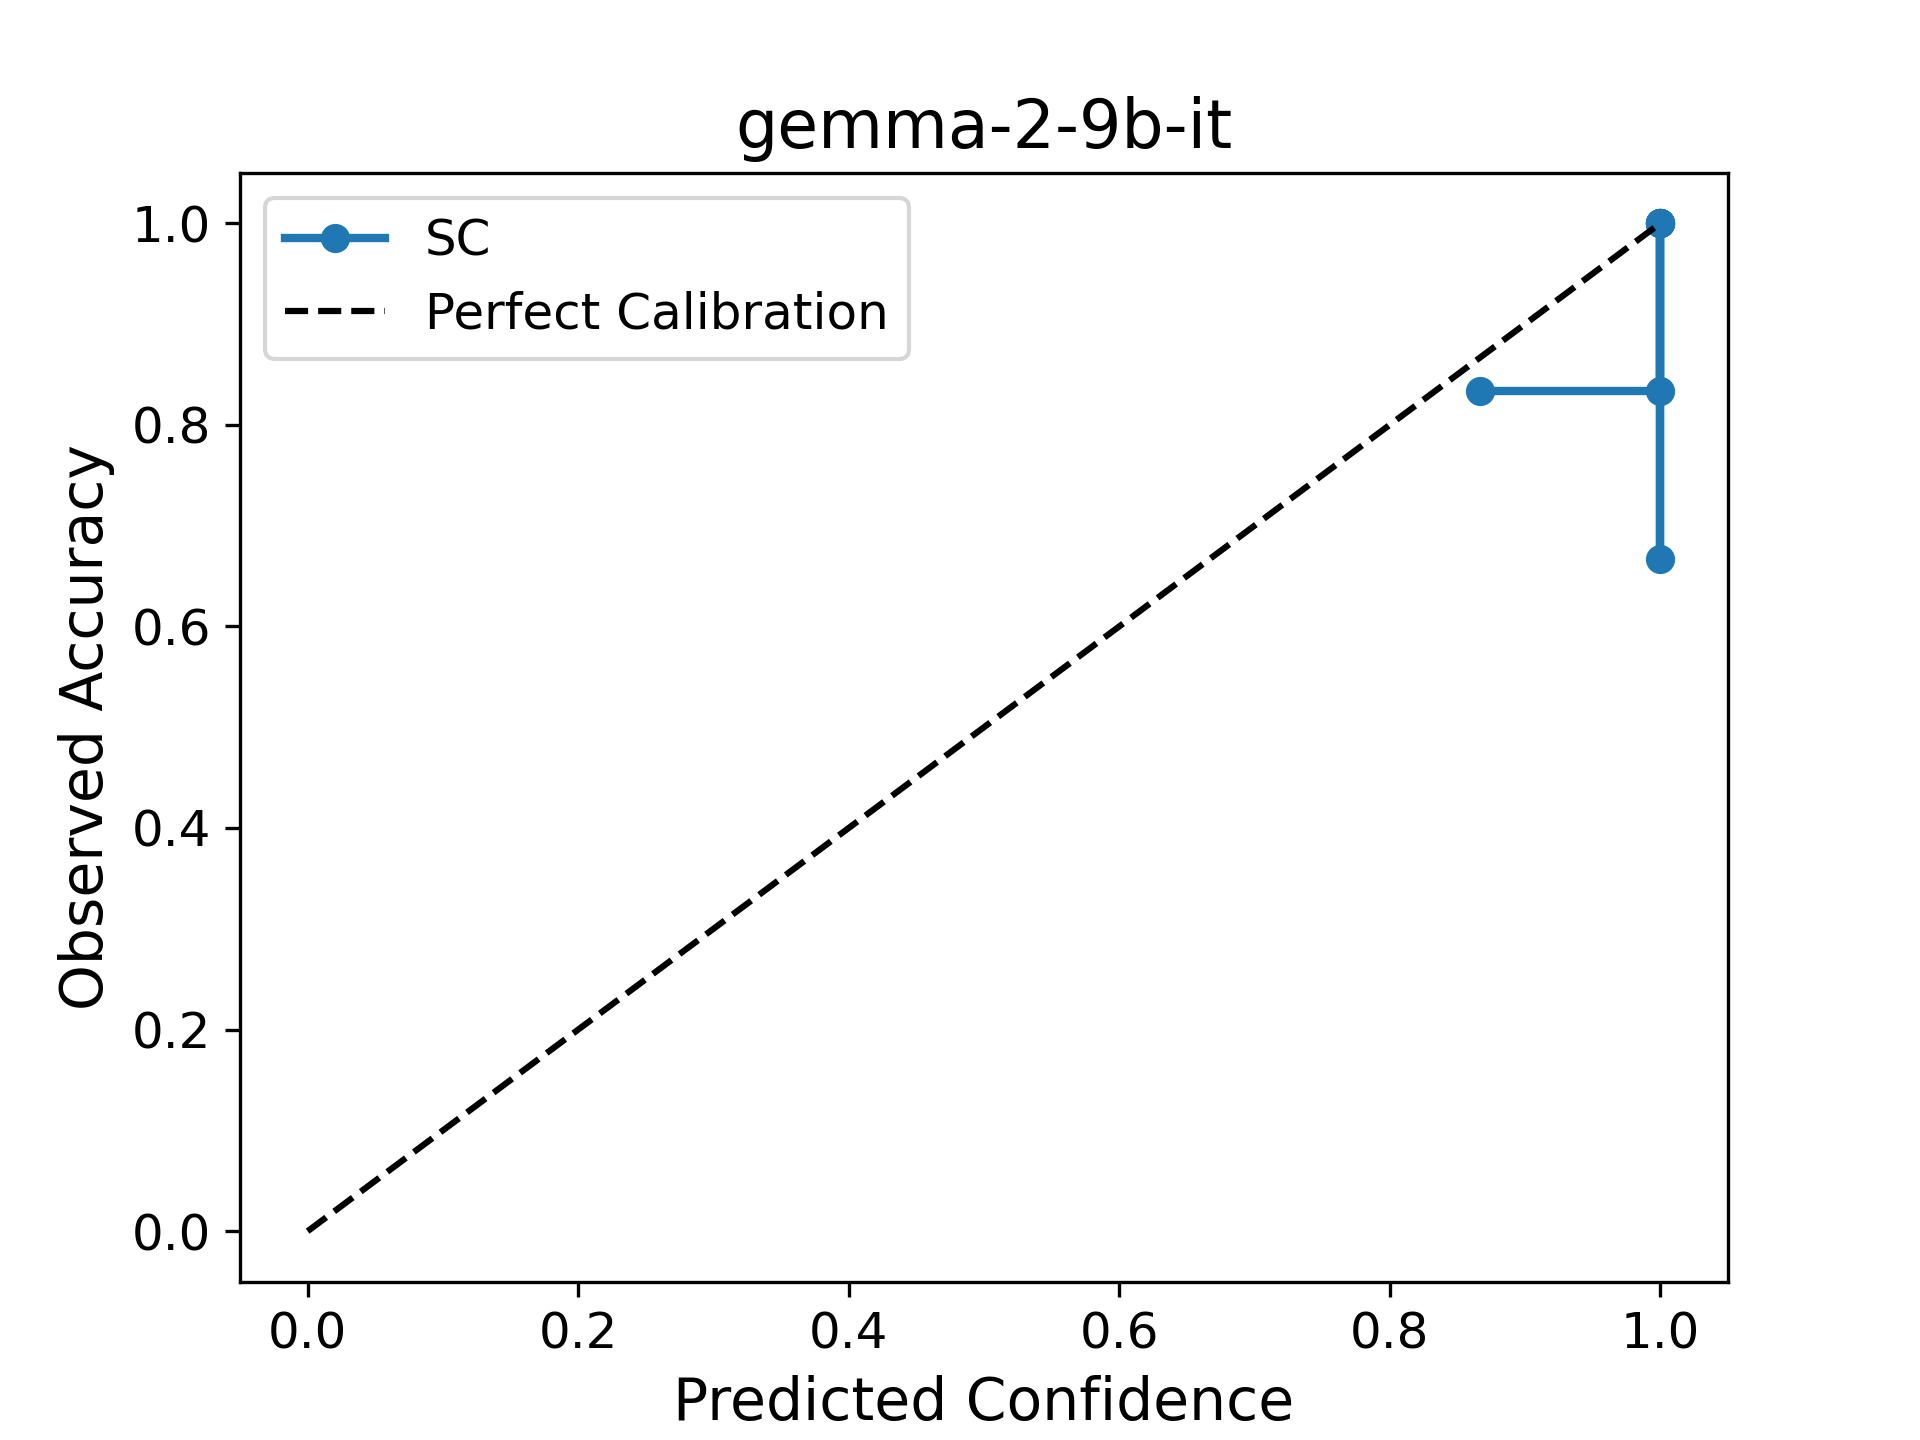 gemma-2-9b-it
SC
Perfect Calibration
1.0
0.8
0.6
0.4
0.2
0.0
Observed Accuracy
0.0 0.2 0.4 0.6 0.8 1.0
Predicted Confidence